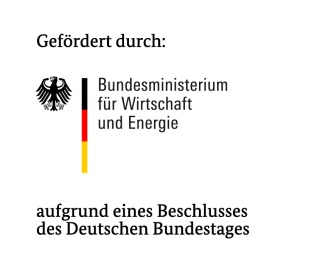 Gefördert durch:
Bundesministerium
für Wirtschaft
und Energie
aufgrund eines Beschlusses
des Deutschen Bundestages